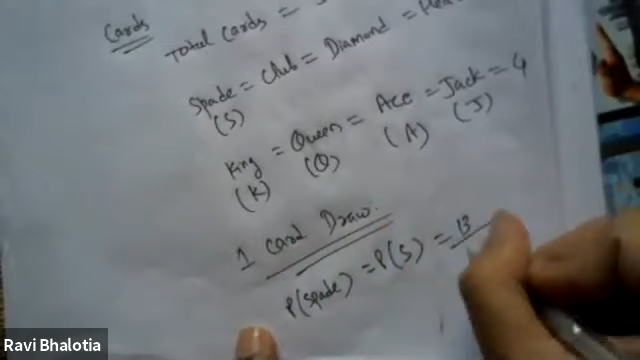 Cards
Total Cards =
Spade = Club = Diamond =
(S)
King = Queen = Ace = Jack = 4
(K) (Q) (A) (J)
1 Card Draw.
P(Spade) = P(S) = 13
Ravi Bhalotia